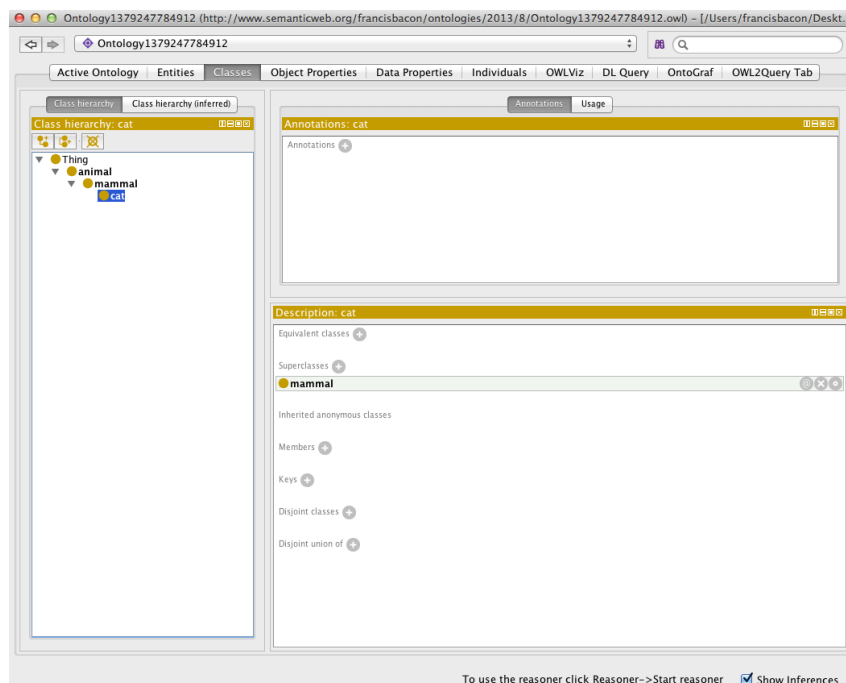 Ontology1379247784912 (http://www.semanticweb.org/francisbacon/ontologies/2013/8/Ontology1379247784912.owl) – [/Users/francisbacon/Deskt.
Ontology1379247784912
Active Ontology Entities Classes Object Properties Data Properties Individuals OWLViz DL Query OntoGraf OWL2Query Tab
Class hierarchy Class hierarchy (inferred)
Class hierarchy: cat
Thing
animal
mammal
cat
Annotations Usage
Annotations: cat
Annotations
Description: cat
Equivalent classes
Superclasses
mammal
Inherited anonymous classes
Members
Keys
Disjoint classes
Disjoint union of
To use the reasoner click Reasoner->Start reasoner Show Inferences